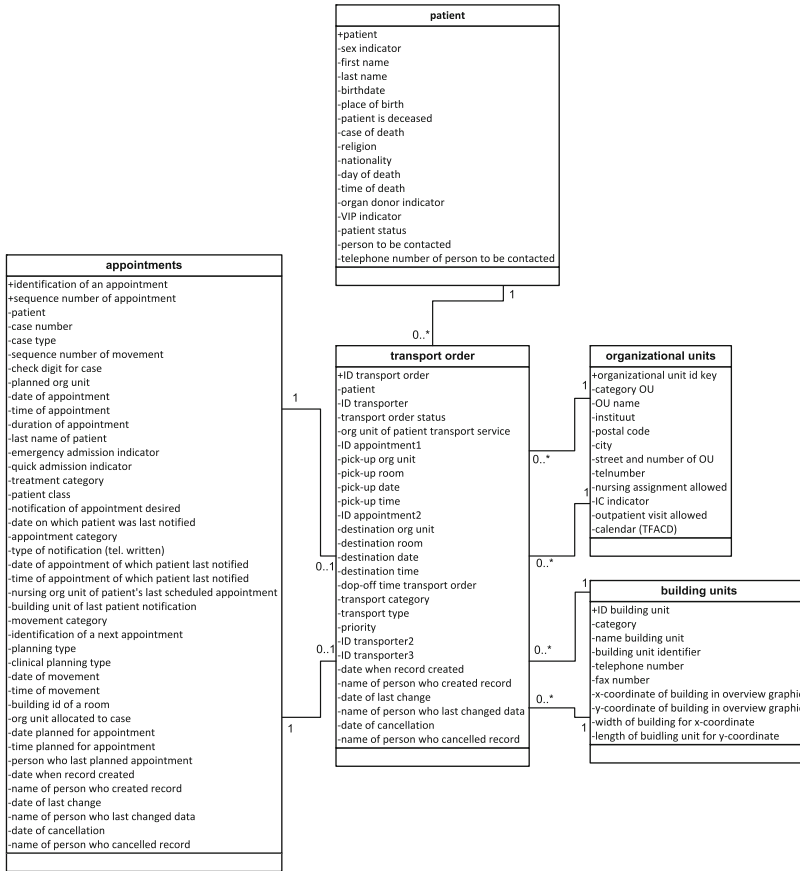 patient
+patient
-sex indicator
-first name
-last name
-birthdate
-place of birth
-patient is deceased
-case of death
-religion
-nationality
-day of death
-time of death
-organ donor indicator
-VIP indicator
-patient status
-person to be contacted
-telephone number of person to be contacted
1
0..*
appointments
+identification of an appointment
+sequence number of appointment
-patient
-case number
-case type
-sequence number of movement
-check digit for case
-planned org unit
-date of appointment
-time of appointment
-duration of appointment
-last name of patient
-emergency admission indicator
-quick admission indicator
-treatment category
-patient class
-notification of appointment desired
-date on which patient was last notified
-appointment category
-type of notification (tel. written)
-date of appointment of which patient last notified
-time of appointment of which patient last notified
-nursing org unit of patient's last scheduled appointment
-building unit of last patient notification
-movement category
-identification of a next appointment
-planning type
-clinical planning type
-date of movement
-time of movement
-building id of a room
-org unit allocated to case
-date planned for appointment
-time planned for appointment
-person who last planned appointment
-date when record created
-name of person who created record
-date of last change
-name of person who last changed data
-date of cancellation
-name of person who cancelled record
1
0..1
0..1
1
transport order
+ID transport order
-patient
-ID transporter
-transport order status
-org unit of patient transport service
-ID appointment1
-pick-up org unit
-pick-up room
-pick-up date
-pick-up time
-ID appointment2
-destination org unit
-destination room
-destination date
-destination time
-dop-off time transport order
-transport category
-transport type
-priority
-ID transporter2
-ID transporter3
-date when record created
-name of person who created record
-date of last change
-name of person who last changed data
-date of cancellation
-name of person who cancelled record
1
0..*
1
0..*
1
0..*
0..*
1
organizational units
+organizational unit id key
-category OU
-OU name
-instituut
-postal code
-city
-street and number of OU
-telnumber
-nursing assignment allowed
-IC indicator
-outpatient visit allowed
-calendar (TFACD)
building units
+ID building unit
-category
-name building unit
-building unit identifier
-telephone number
-fax number
-x-coordinate of building in overview graphi
-y-coordinate of building in overview graphi
-width of building for x-coordinate
-length of buidling unit for y-coordinate